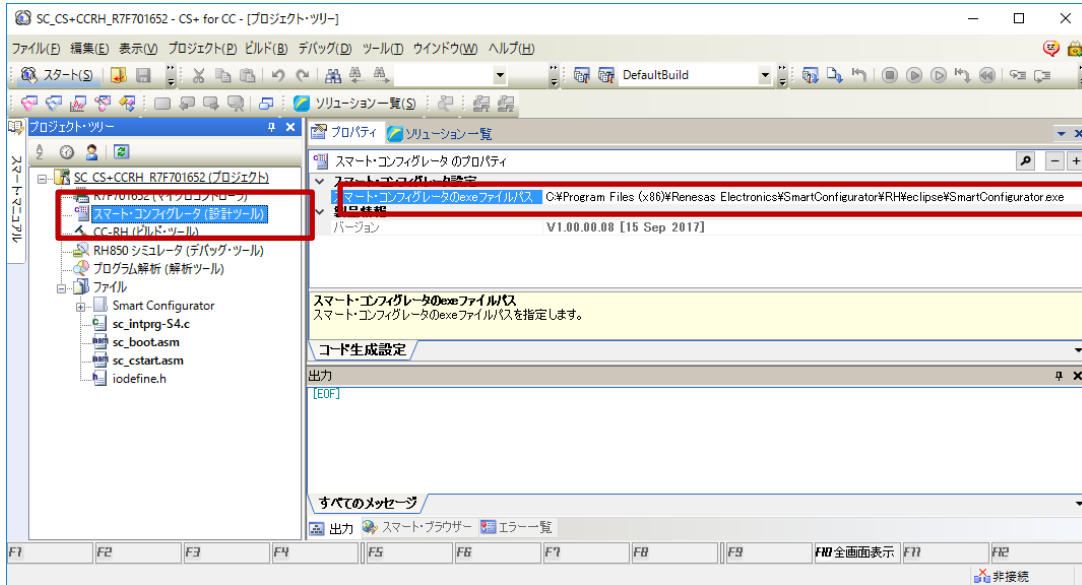 SC_CS+CCRH_R7F701652 - CS+ for CC - [プロジェクト・ツリー]
ファイル(F) 編集(E) 表示(V) プロジェクト(P) ビルド(B) デバッグ(D) ツール(T) ウインドウ(W) ヘルプ(H)
スタート(S) DefaultBuild
ソリューション一覧(S)
スマート・マニュアル
プロジェクト・ツリー
SC_CS+CCRH_R7F701652 (プロジェクト)
R7F701652 (マイクロコントローラ)
スマート・コンフィグレータ (設計ツール)
CC-RH (ビルド・ツール)
RH850 シミュレータ (デバッグ・ツール)
プログラム解析 (解析ツール)
ファイル
Smart Configurator
sc_intprg-S4.c
sc_boot.asm
sc_cstart.asm
iodefine.h
プロパティ ソリューション一覧
スマート・コンフィグレータ のプロパティ
スマート・コンフィグレータ設定
スマート・コンフィグレータのexeファイルパス C:¥Program Files (x86)¥Renesas Electronics¥SmartConfigurator¥RH¥eclipse¥SmartConfigurator.exe
製品情報
バージョン V1.00.00.08 [15 Sep 2017]
スマート・コンフィグレータのexeファイルパス
スマート・コンフィグレータのexeファイルパスを指定します。
コード生成設定
出力
[EOF]
すべてのメッセージ
出力 スマート・ブラウザー エラー一覧
F1 F2 F3 F4 F5 F6 F7 F8 F9 F10 全画面表示 F11 F12
非接続